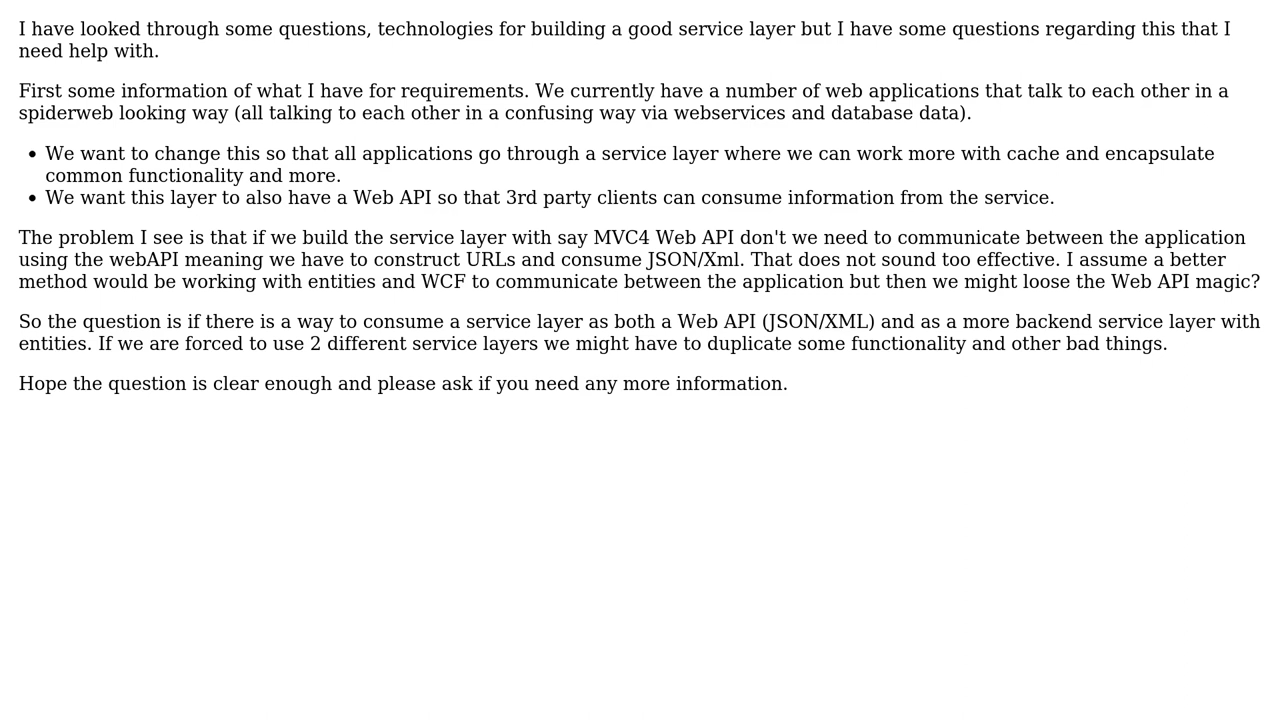 I have looked through some questions, technologies for building a good service layer but I have some questions regarding this that I
need help with.
First some information of what I have for requirements. We currently have a number of web applications that talk to each other in a
spiderweb looking way (all talking to each other in a confusing way via webservices and database data).
• We want to change this so that all applications go through a service layer where we can work more with cache and encapsulate
common functionality and more.
• We want this layer to also have a Web API so that 3rd party clients can consume information from the service.
The problem I see is that if we build the service layer with say MVC4 Web API don't we need to communicate between the application
using the webAPI meaning we have to construct URLs and consume JSON/Xml. That does not sound too effective. I assume a better
method would be working with entities and WCF to communicate between the application but then we might loose the Web API magic?
So the question is if there is a way to consume a service layer as both a Web API (JSON/XML) and as a more backend service layer with
entities. If we are forced to use 2 different service layers we might have to duplicate some functionality and other bad things.
Hope the question is clear enough and please ask if you need any more information.